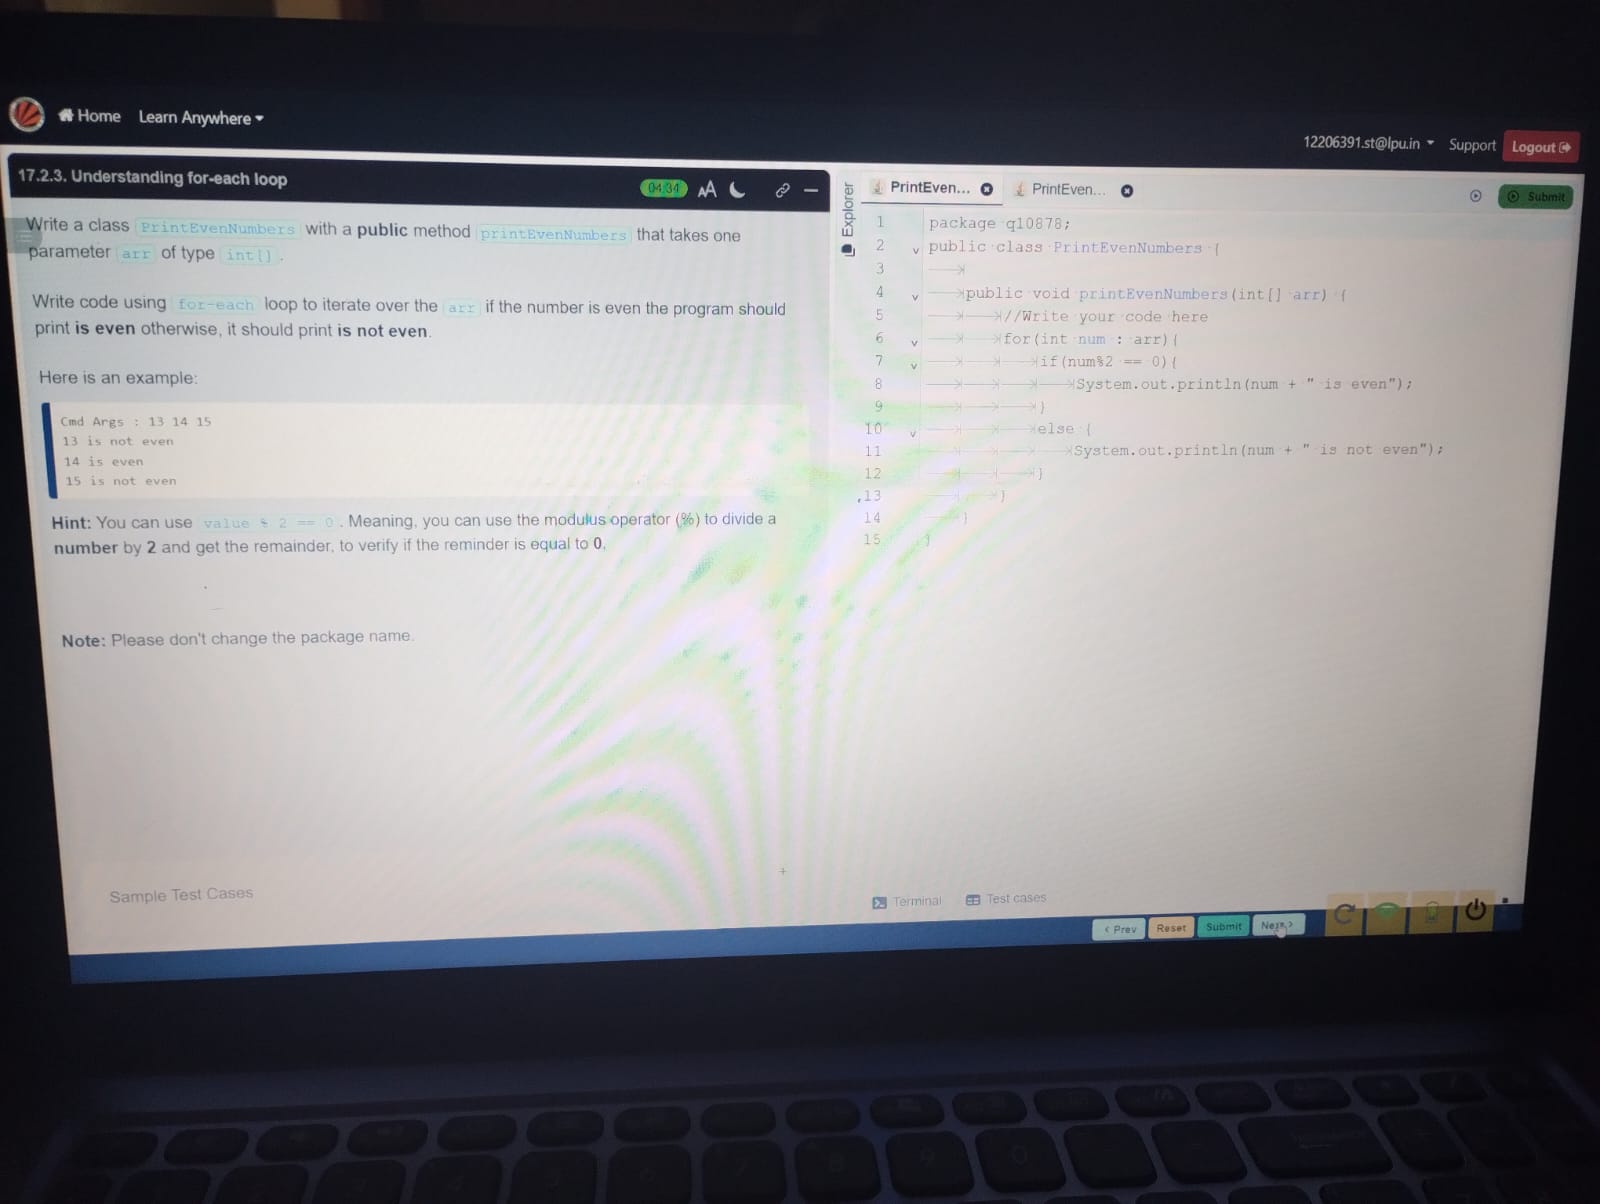 Home Learn Anywhere
12206391.st@lpu.in Support Logout
17.2.3. Understanding for-each loop
04:34 AA
Write a class PrintEvenNumbers with a public method printEvenNumbers that takes one
parameter arr of type int[] .
Write code using for-each loop to iterate over the arr if the number is even the program should
print is even otherwise, it should print is not even.
Here is an example:
Cmd Args : 13 14 15
13 is not even
14 is even
15 is not even
Hint: You can use value % 2 == 0 . Meaning, you can use the modulus operator (%) to divide a
number by 2 and get the remainder, to verify if the reminder is equal to 0.
Note: Please don't change the package name.
Sample Test Cases
Explorer
PrintEven... PrintEven... Submit
1 package q10878;
2 public class PrintEvenNumbers {
3
4 public void printEvenNumbers(int[] arr) {
5 //Write your code here
6 for(int num : arr){
7 if(num%2 == 0){
8 System.out.println(num + " is even");
9 }
10 else {
11 System.out.println(num + " is not even");
12 }
13 }
14 }
15 }
Terminal Test cases
< Prev Reset Submit Next >